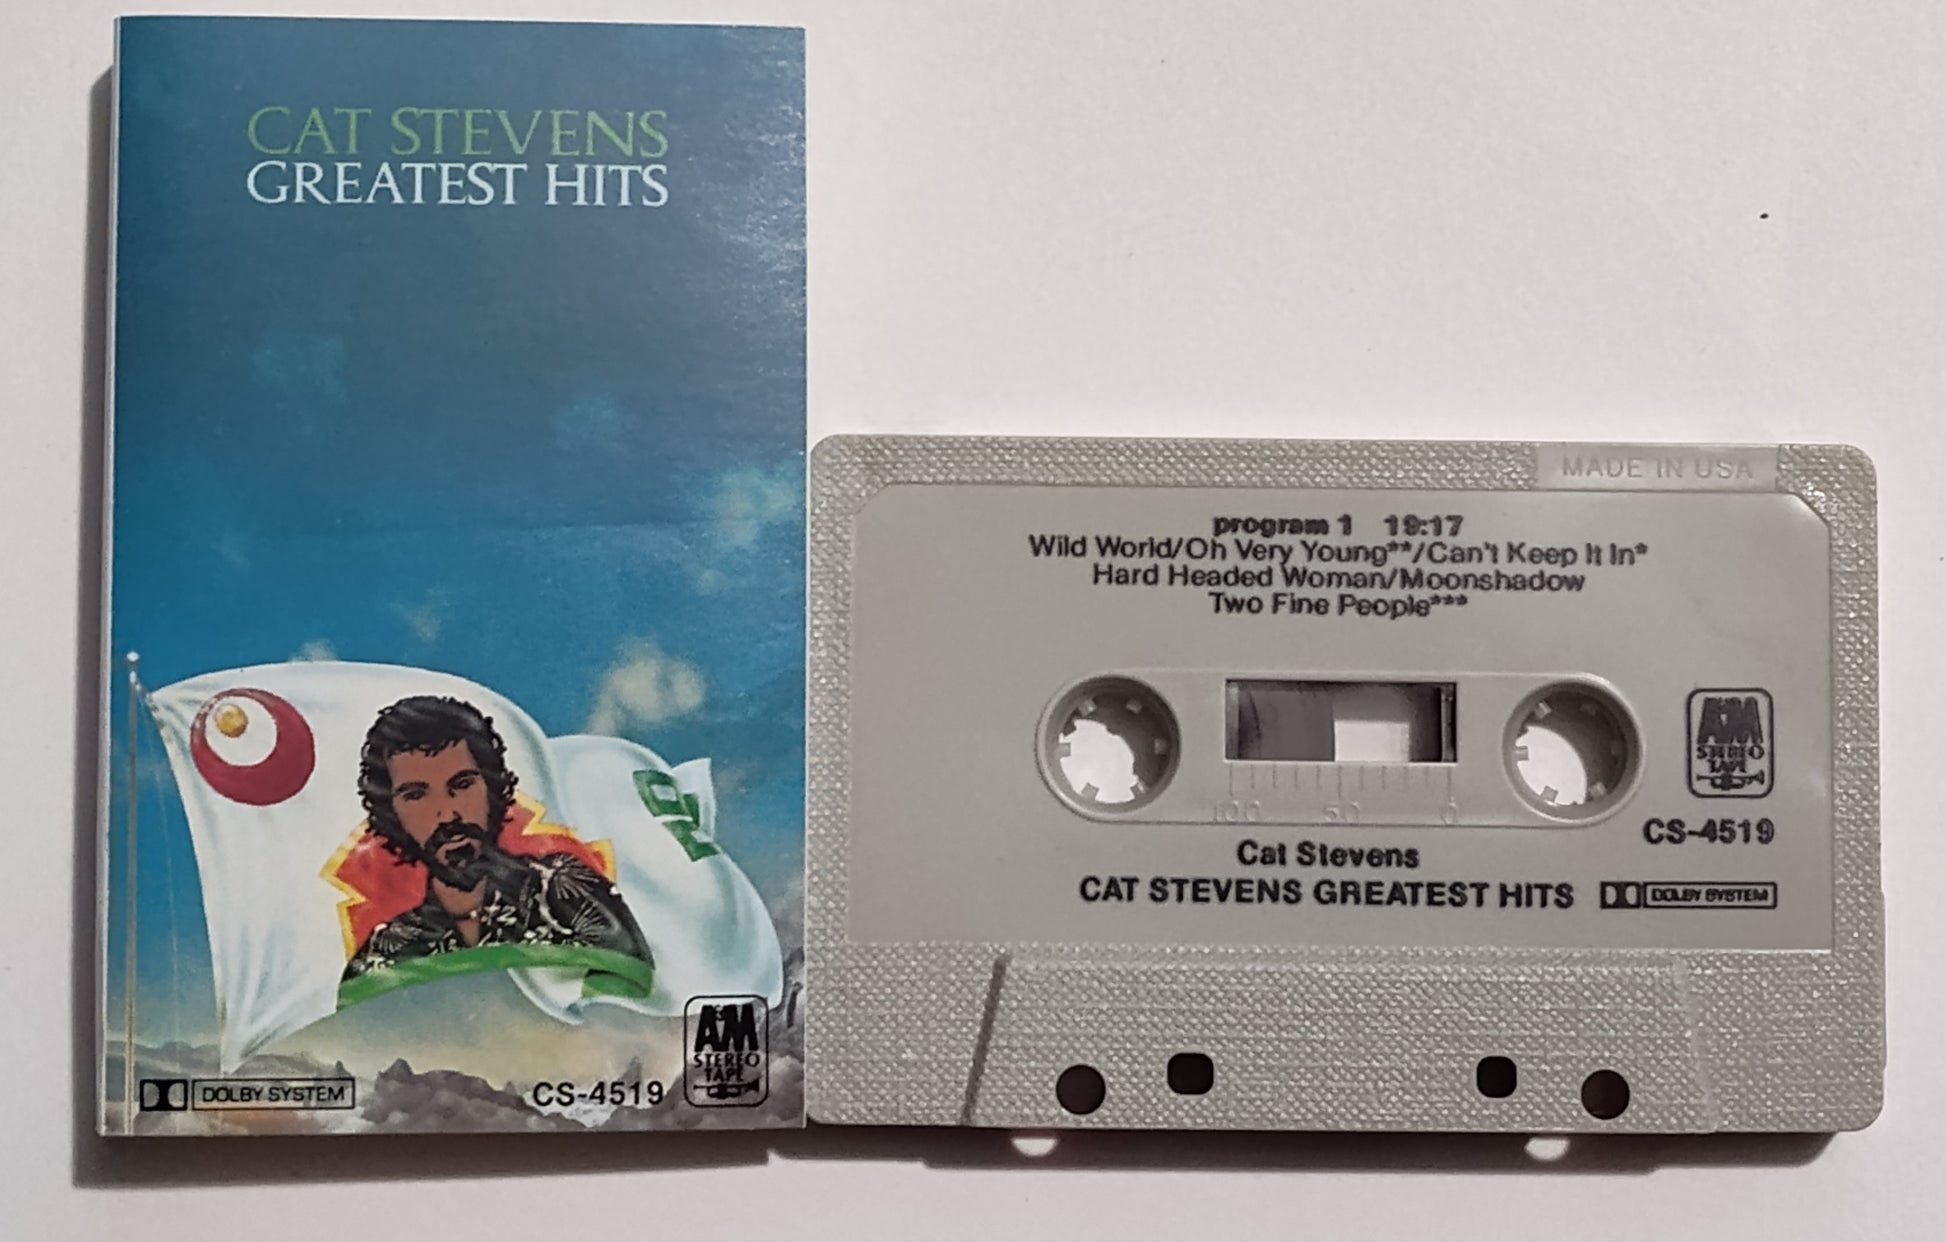 CAT STEVENS
GREATEST HITS
DOLBY SYSTEM
CS-4519
A&M
STEREO
TAPE
MADE IN USA
program 1 19:17
Wild World/Oh Very Young**/Can't Keep It In*
Hard Headed Woman/Moonshadow
Two Fine People***
100 50 0
A&M
STEREO
TAPE
CS-4519
Cat Stevens
CAT STEVENS GREATEST HITS
DOLBY SYSTEM